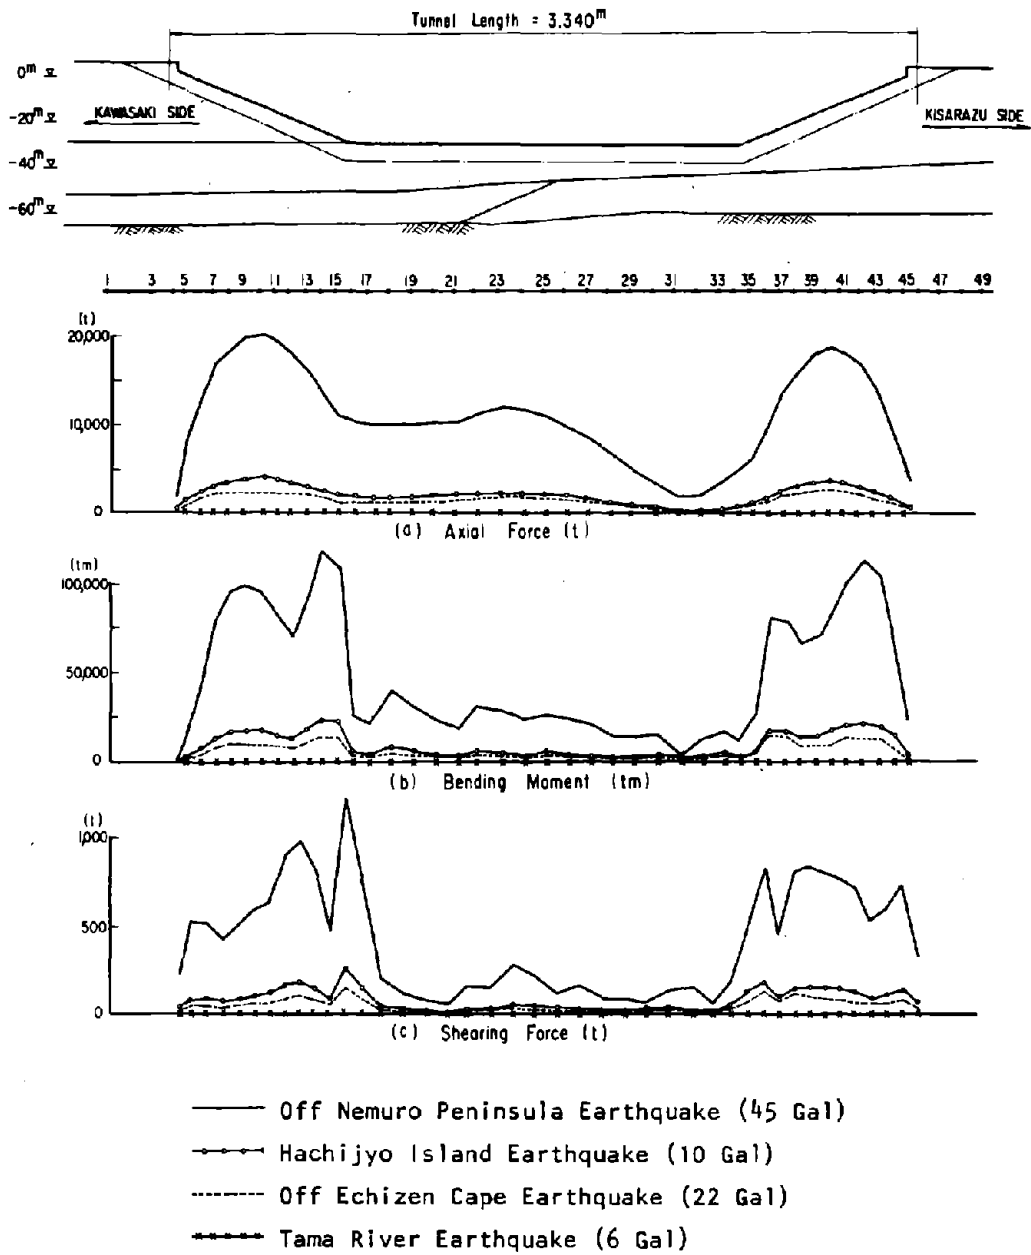 Tunnel Length = 3.340m
0m
-20m
KAWASAKI SIDE
KISARAZU SIDE
-40m
-60m
1 3 5 7 9 11 13 15 17 19 21 23 25 27 29 31 33 35 37 39 41 43 45 47 49
(t)
20,000
10,000
0
(a) Axial Force (t)
(tm)
100,000
50,000
0
(b) Bending Moment (tm)
(t)
1,000
500
0
(c) Shearing Force (t)
Off Nemuro Peninsula Earthquake (45 Gal)
Hachijyo Island Earthquake (10 Gal)
Off Echizen Cape Earthquake (22 Gal)
Tama River Earthquake (6 Gal)